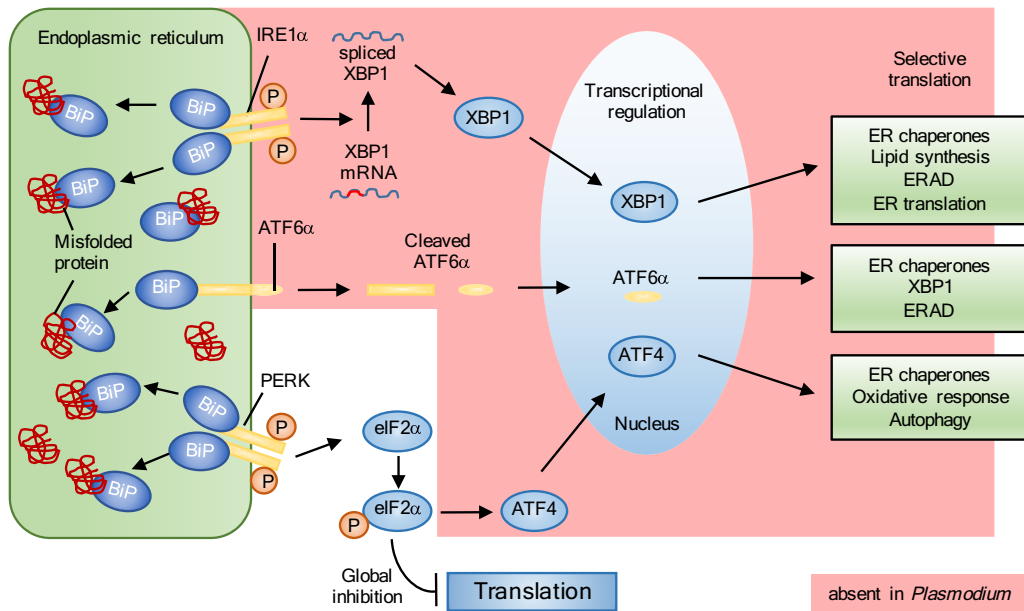 Endoplasmic reticulum
IRE1α
spliced
XBP1
XBP1
mRNA
P
P
BiP
BiP
BiP
BiP
BiP
Misfolded
protein
ATF6α
Cleaved
ATF6α
BiP
BiP
XBP1
Transcriptional
regulation
XBP1
ATF6α
ATF4
Nucleus
Selective
translation
ER chaperones
Lipid synthesis
ERAD
ER translation
ER chaperones
XBP1
ERAD
ER chaperones
Oxidative response
Autophagy
PERK
BiP
BiP
BiP
BiP
P
P
eIF2α
P
eIF2α
ATF4
Global
inhibition
Translation
absent in Plasmodium